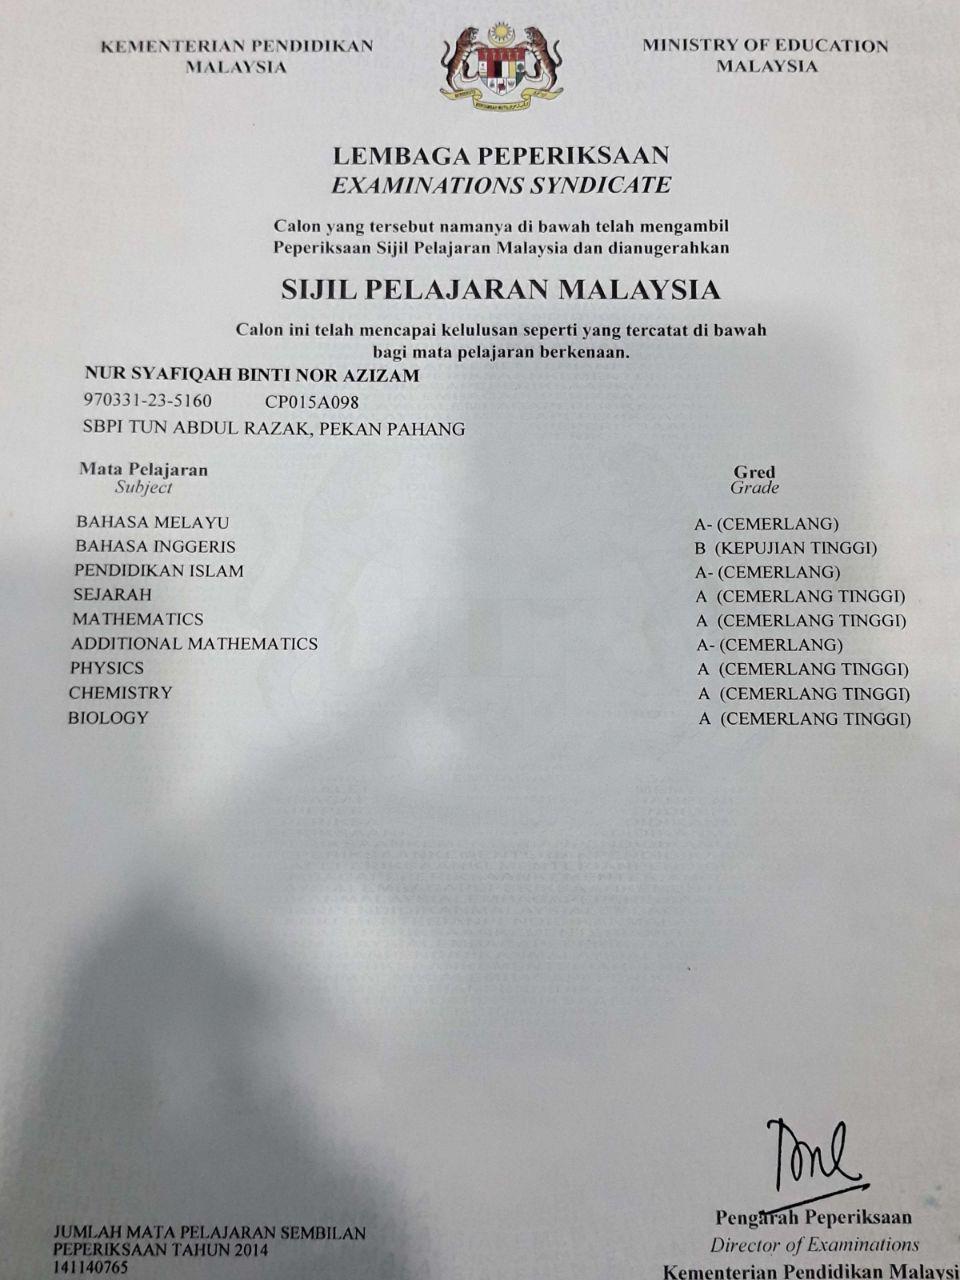 KEMENTERIAN PENDIDIKAN
MALAYSIA
MINISTRY OF EDUCATION
MALAYSIA
LEMBAGA PEPERIKSAAN
EXAMINATIONS SYNDICATE
Calon yang tersebut namanya di bawah telah mengambil
Peperiksaan Sijil Pelajaran Malaysia dan dianugerahkan
SIJIL PELAJARAN MALAYSIA
Calon ini telah mencapai kelulusan seperti yang tercatat di bawah
bagi mata pelajaran berkenaan.
NUR SYAFIQAH BINTI NOR AZIZAM
970331-23-5160 CP015A098
SBPI TUN ABDUL RAZAK, PEKAN PAHANG
Mata Pelajaran Gred
Subject Grade
BAHASA MELAYU A- (CEMERLANG)
BAHASA INGGERIS B (KEPUJIAN TINGGI)
PENDIDIKAN ISLAM A- (CEMERLANG)
SEJARAH A (CEMERLANG TINGGI)
MATHEMATICS A (CEMERLANG TINGGI)
ADDITIONAL MATHEMATICS A- (CEMERLANG)
PHYSICS A (CEMERLANG TINGGI)
CHEMISTRY A (CEMERLANG TINGGI)
BIOLOGY A (CEMERLANG TINGGI)
JUMLAH MATA PELAJARAN SEMBILAN
PEPERIKSAAN TAHUN 2014
141140765
Pengarah Peperiksaan
Director of Examinations
Kementerian Pendidikan Malaysi